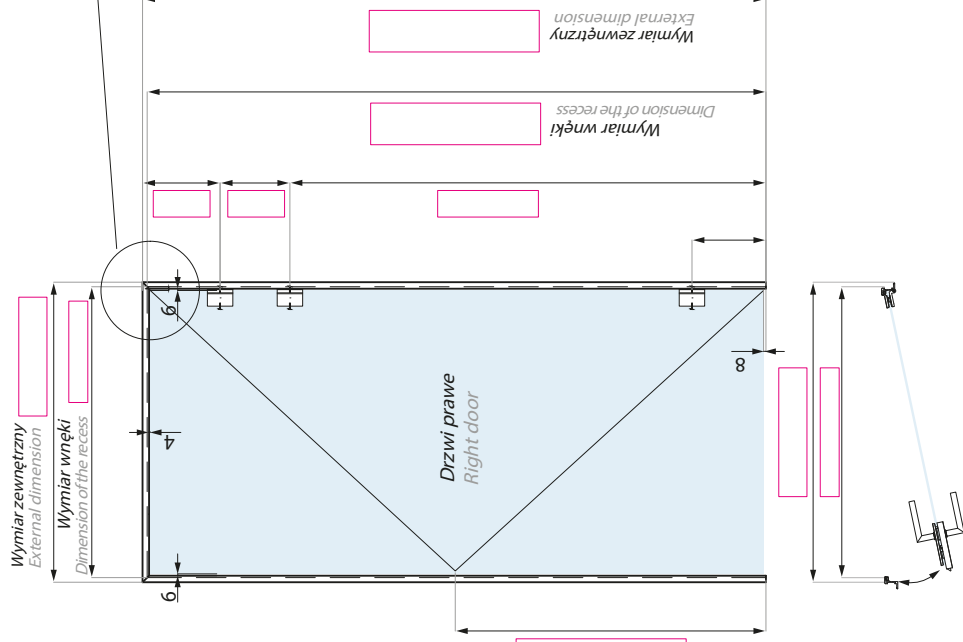 Wymiar zewnętrzny
External dimension
Wymiar wnęki
Dimension of the recess
Wymiar zewnętrzny
External dimension
Wymiar wnęki
Dimension of the recess
6
4
6
8
Drzwi prawe
Right door